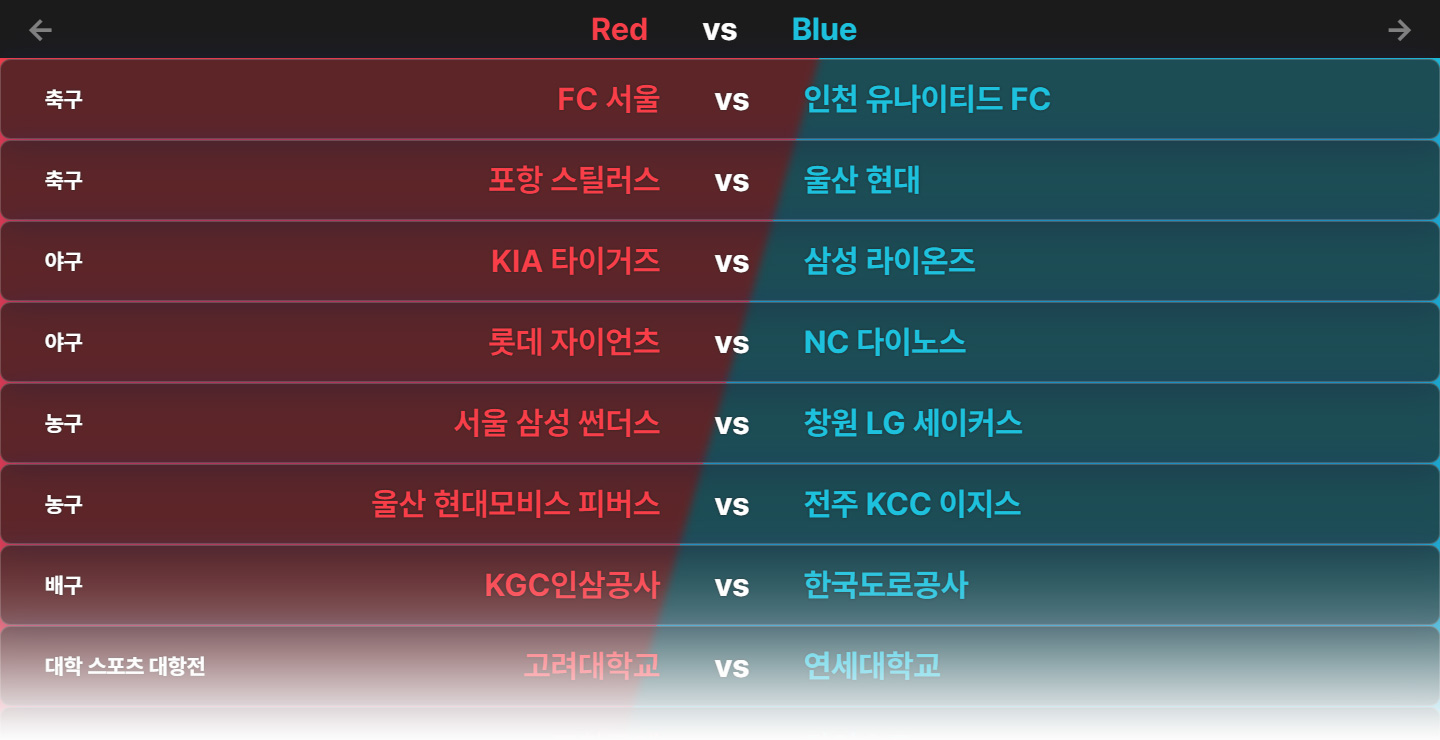 Red vs Blue
축구 FC 서울 vs 인천 유나이티드 FC
축구 포항 스틸러스 vs 울산 현대
야구 KIA 타이거즈 vs 삼성 라이온즈
야구 롯데 자이언츠 vs NC 다이노스
농구 서울 삼성 썬더스 vs 창원 LG 세이커스
농구 울산 현대모비스 피버스 vs 전주 KCC 이지스
배구 KGC인삼공사 vs 한국도로공사
대학 스포츠 대항전 고려대학교 vs 연세대학교